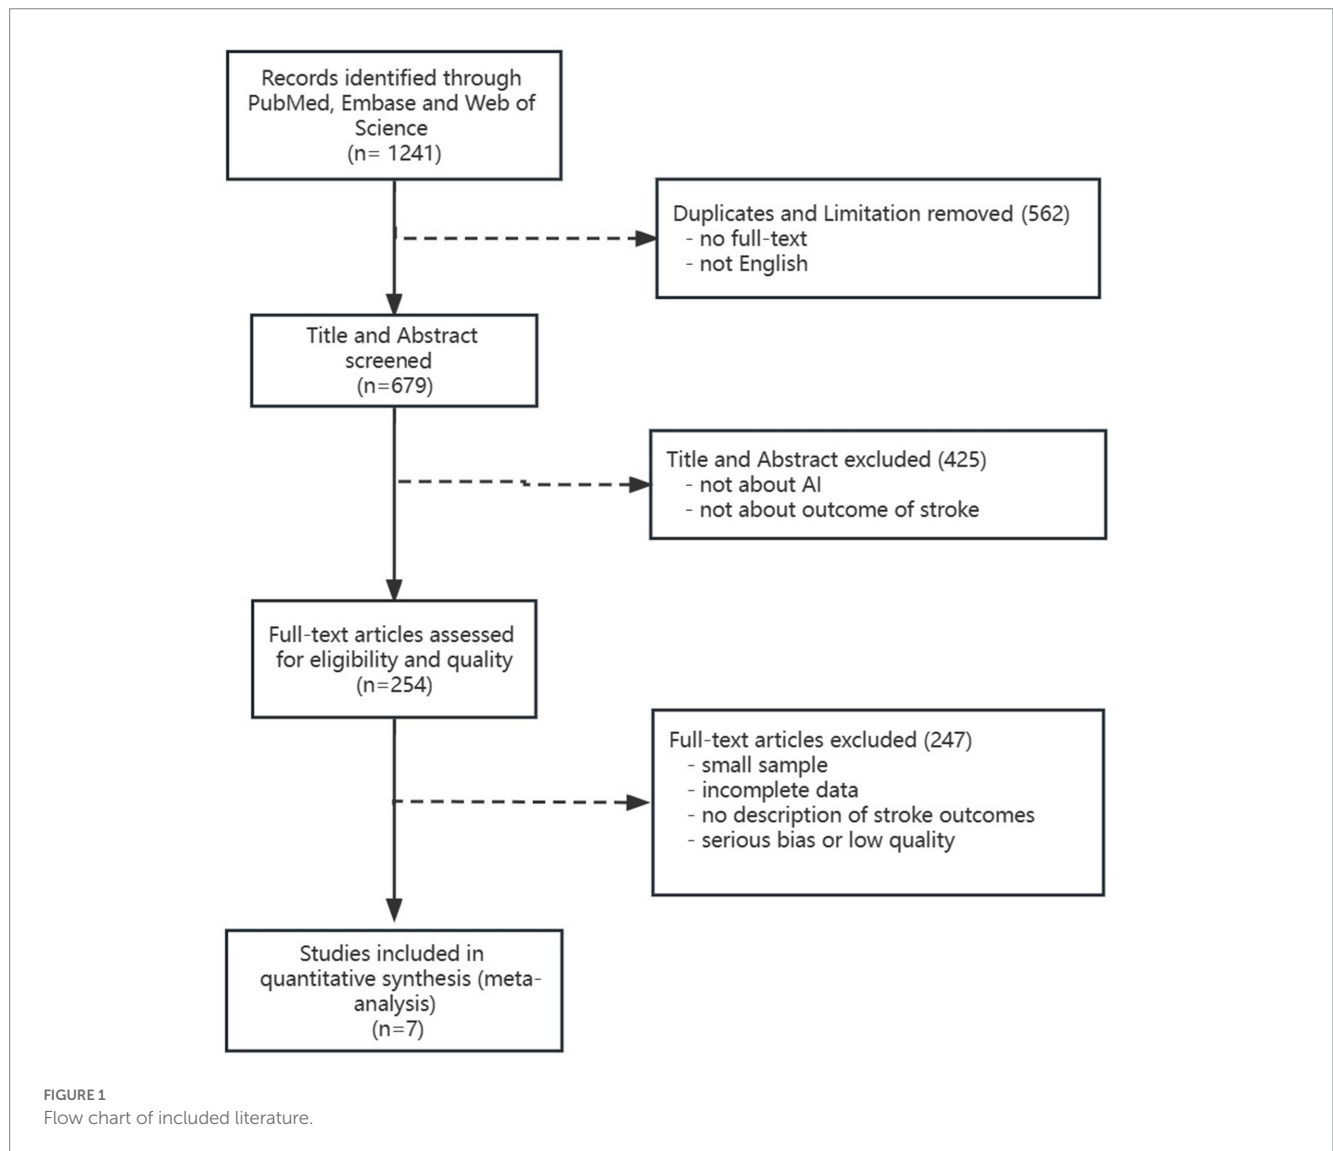 Records identified through
PubMed, Embase and Web of
Science
(n= 1241)
Duplicates and Limitation removed (562)
- no full-text
- not English
Title and Abstract
screened
(n=679)
Title and Abstract excluded (425)
- not about AI
- not about outcome of stroke
Full-text articles assessed
for eligibility and quality
(n=254)
Full-text articles excluded (247)
- small sample
- incomplete data
- no description of stroke outcomes
- serious bias or low quality
Studies included in
quantitative synthesis (meta-
analysis)
(n=7)
FIGURE 1
Flow chart of included literature.